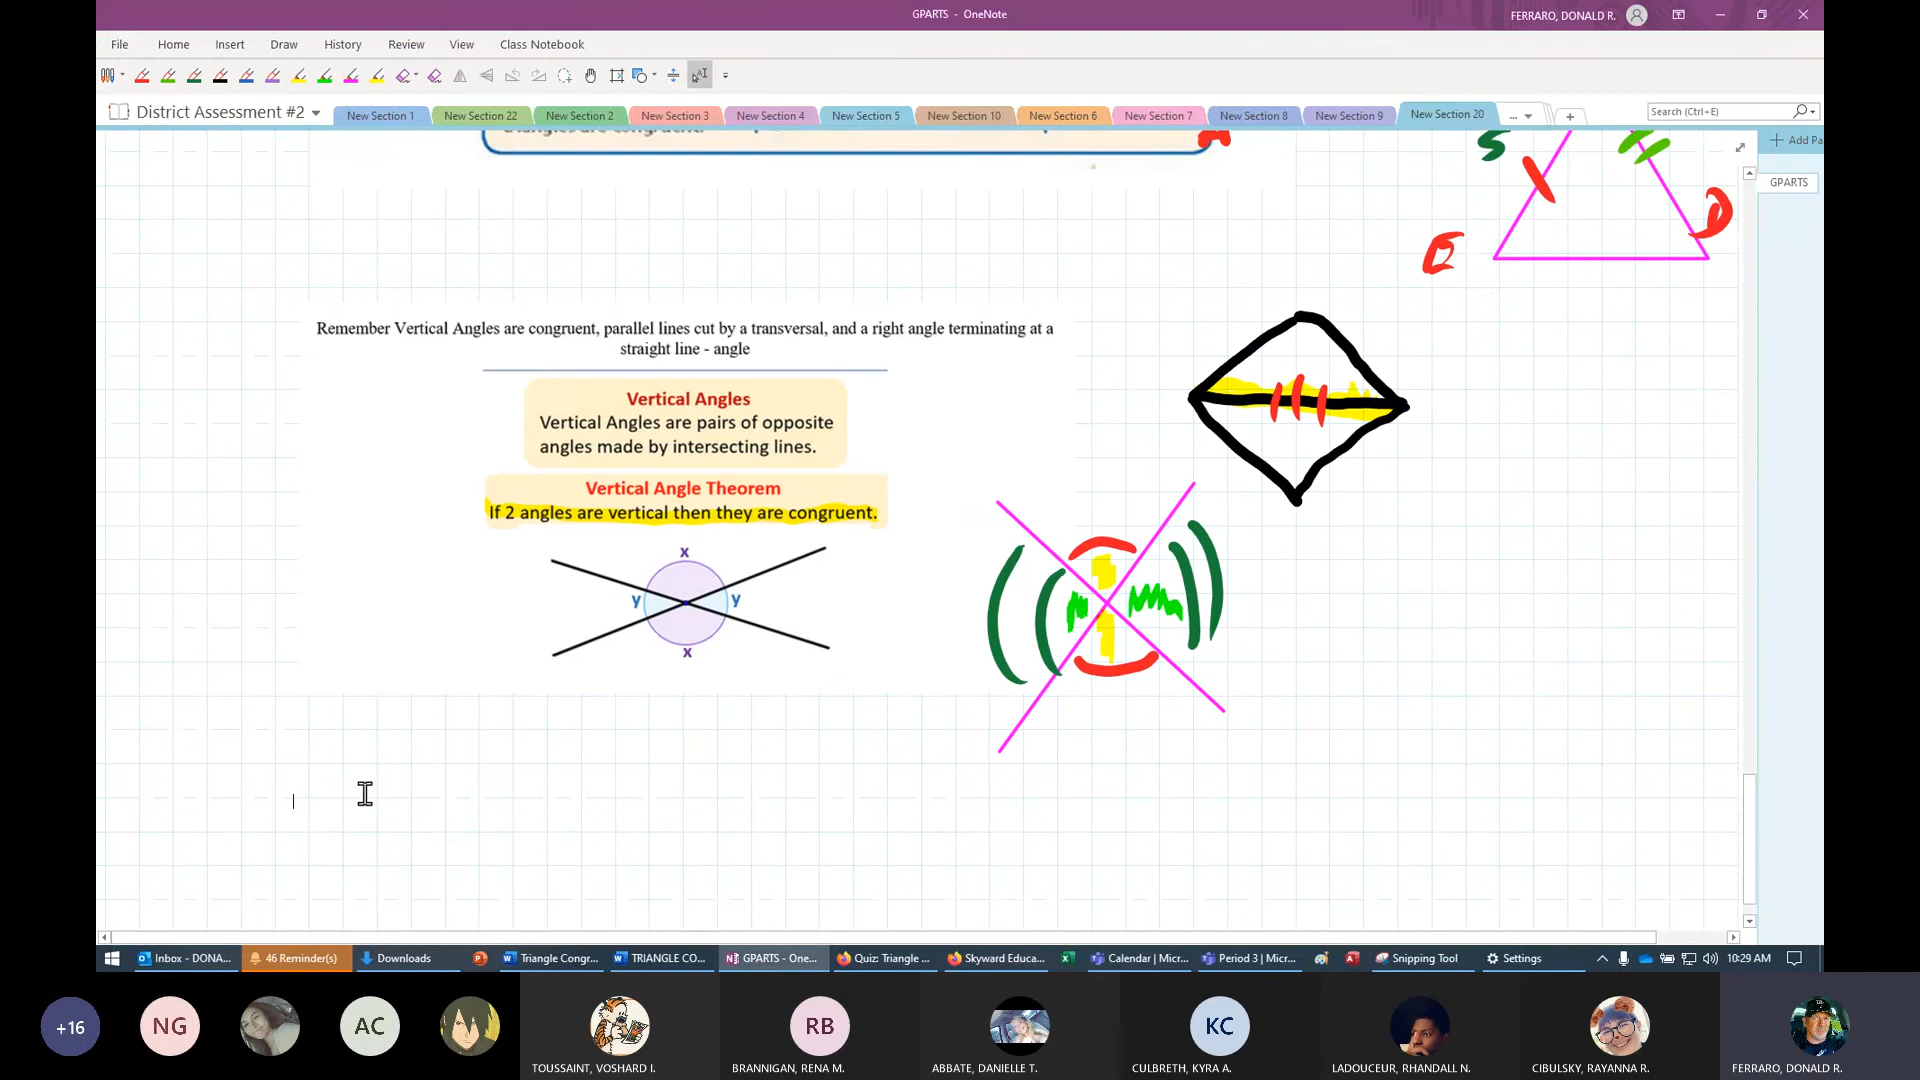 GPARTS - OneNote
FERRARO, DONALD R.
File Home Insert Draw History Review View Class Notebook
District Assessment #2
New Section 1 New Section 22 New Section 2 New Section 3 New Section 4 New Section 5 New Section 10 New Section 6 New Section 7 New Section 8 New Section 9 New Section 20 ...
Search (Ctrl+E)
Add Pa
GPARTS
triangles are congruent
S
D
E
Remember Vertical Angles are congruent, parallel lines cut by a transversal, and a right angle terminating at a
straight line - angle
Vertical Angles
Vertical Angles are pairs of opposite
angles made by intersecting lines.
Vertical Angle Theorem
If 2 angles are vertical then they are congruent.
x
y y
x
Inbox - DONA... 46 Reminder(s) Downloads Triangle Congr... TRIANGLE CO... GPARTS - One... Quiz: Triangle ... Skyward Educa... Calendar | Micr... Period 3 | Micr... Snipping Tool Settings 10:29 AM
+16 NG AC RB KC
TOUSSAINT, VOSHARD I. BRANNIGAN, RENA M. ABBATE, DANIELLE T. CULBRETH, KYRA A. LADOUCEUR, RHANDALL N. CIBULSKY, RAYANNA R. FERRARO, DONALD R.